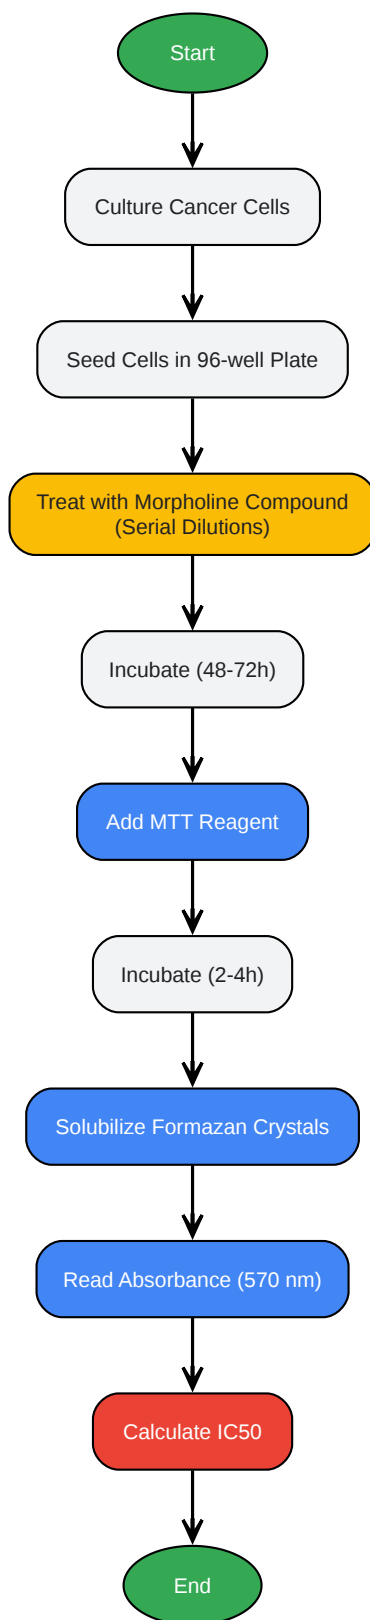 Start
Culture Cancer Cells
Seed Cells in 96-well Plate
Treat with Morpholine Compound
(Serial Dilutions)
Incubate (48-72h)
Add MTT Reagent
Incubate (2-4h)
Solubilize Formazan Crystals
Read Absorbance (570 nm)
Calculate IC50
End